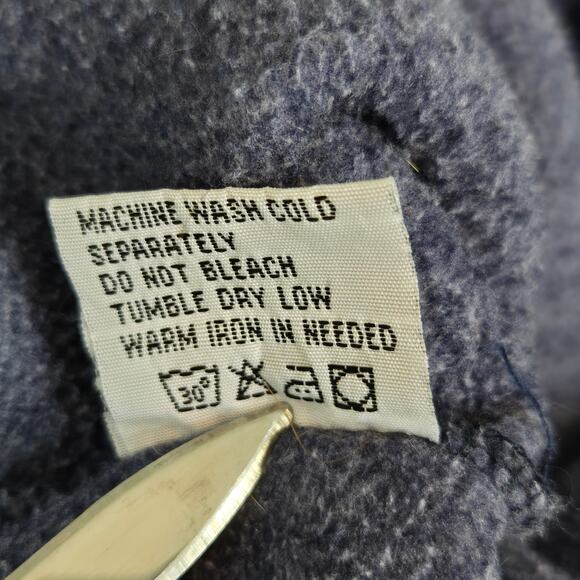 MACHINE WASH COLD
SEPARATELY
DO NOT BLEACH
TUMBLE DRY LOW
WARM IRON IN NEEDED
30°